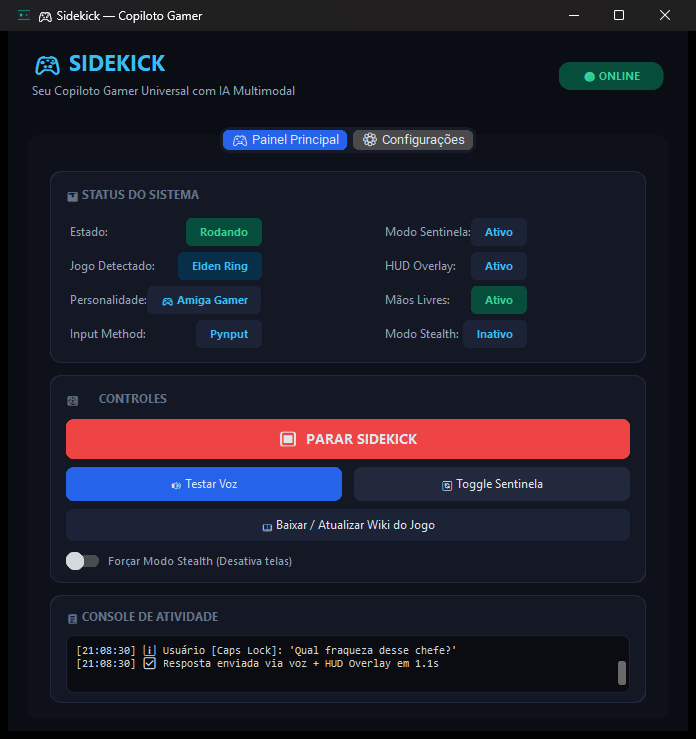 Sidekick — Copiloto Gamer
SIDEKICK
Seu Copiloto Gamer Universal com IA Multimodal
ONLINE
Painel Principal
Configurações
STATUS DO SISTEMA
Estado: Rodando
Modo Sentinela: Ativo
Jogo Detectado: Elden Ring
HUD Overlay: Ativo
Personalidade: Amiga Gamer
Mãos Livres: Ativo
Input Method: Pynput
Modo Stealth: Inativo
CONTROLES
PARAR SIDEKICK
Testar Voz
Toggle Sentinela
Baixar / Atualizar Wiki do Jogo
Forçar Modo Stealth (Desativa telas)
CONSOLE DE ATIVIDADE
[21:08:30] [i] Usuário [Caps Lock]: 'Qual fraqueza desse chefe?'
[21:08:30] ☑ Resposta enviada via voz + HUD Overlay em 1.1s